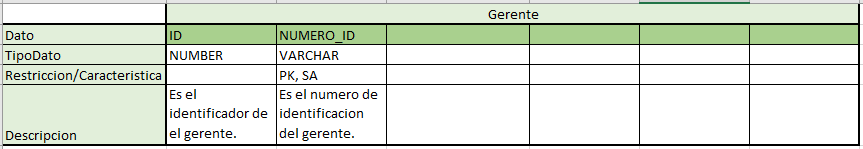 Gerente
Dato ID NUMERO_ID
TipoDato NUMBER VARCHAR
Restriccion/Caracteristica PK, SA
Descripcion
Es el
identificador de
el gerente.
Es el numero de
identificacion
del gerente.